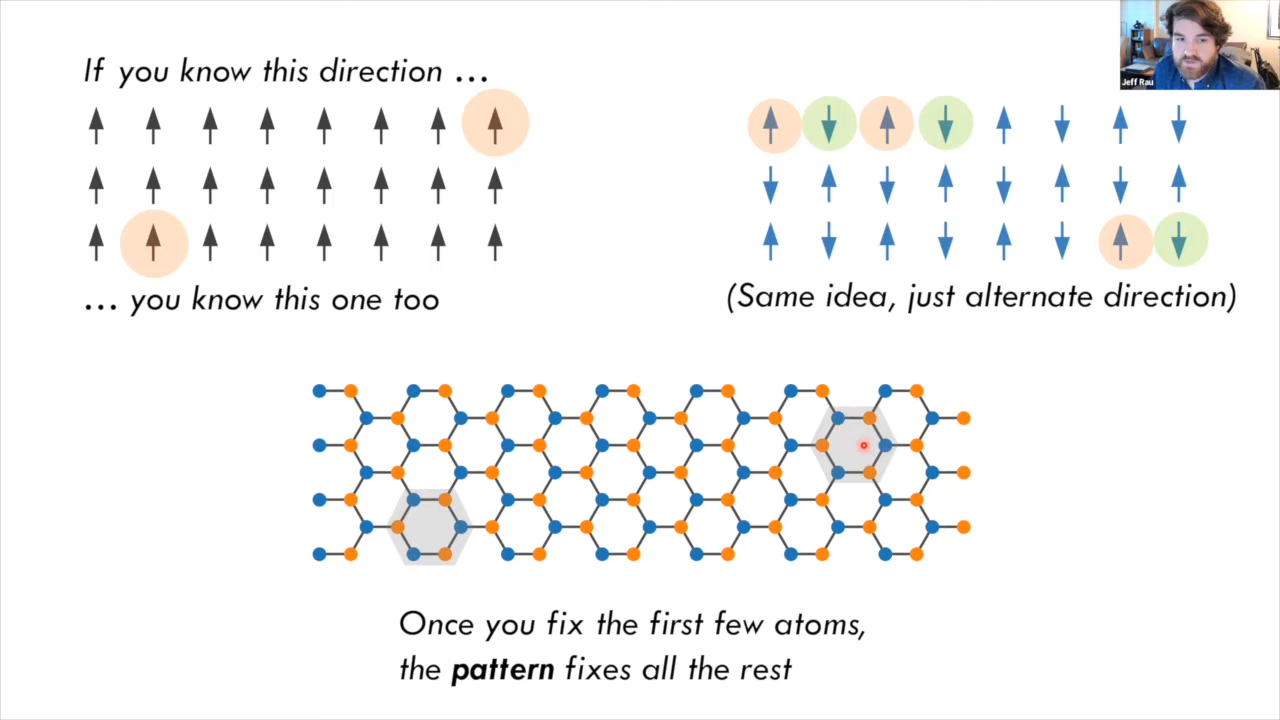 If you know this direction ...
... you know this one too
(Same idea, just alternate direction)
Once you fix the first few atoms,
the pattern fixes all the rest
Jeff Rau